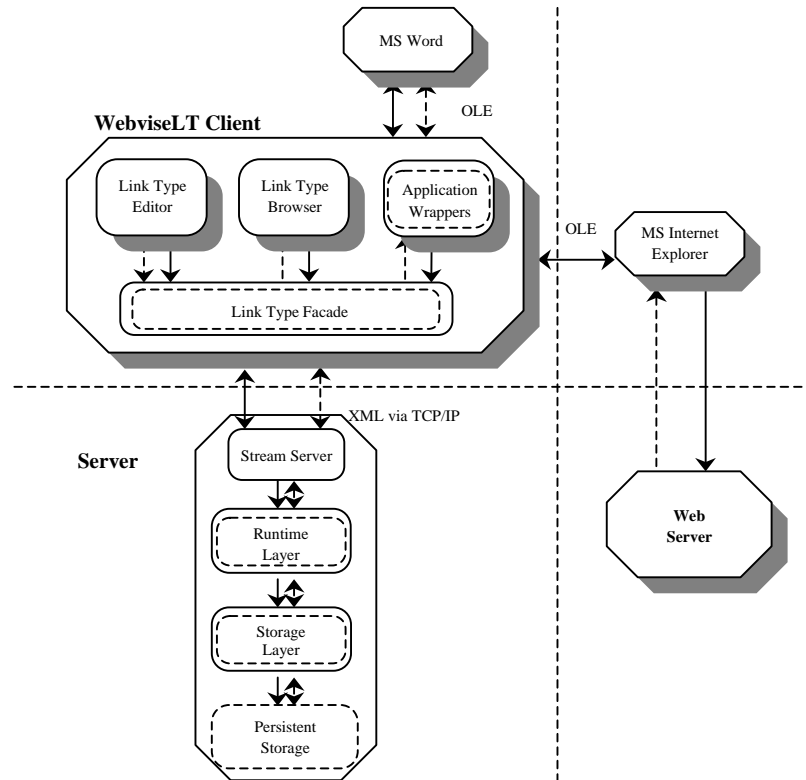 MS Word
OLE
WebviseLT Client
Link Type
Editor
Link Type
Browser
Application
Wrappers
Link Type Facade
OLE
MS Internet
Explorer
XML via TCP/IP
Server
Stream Server
Runtime
Layer
Storage
Layer
Persistent
Storage
Web
Server